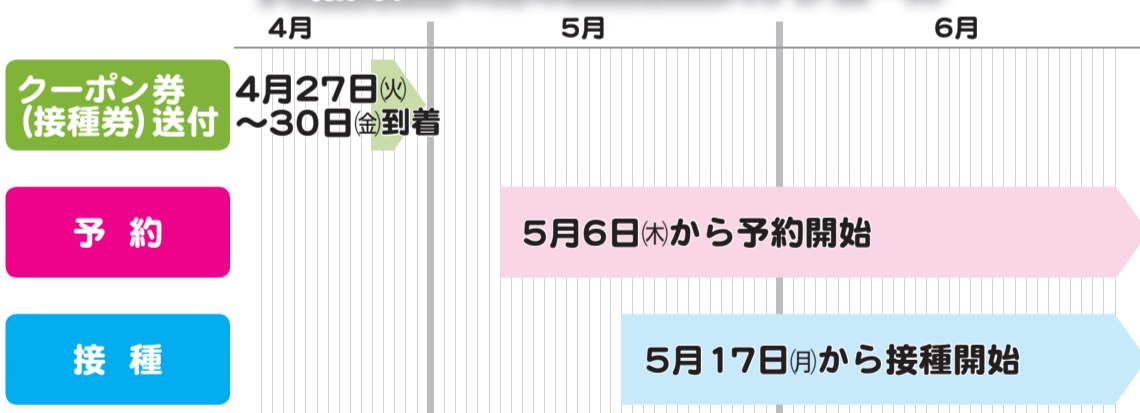 4月
5月
6月
クーポン券
(接種券)送付
4月27日㈫
〜30日㈮到着
予約
5月6日㈭から予約開始
接種
5月17日㈪から接種開始